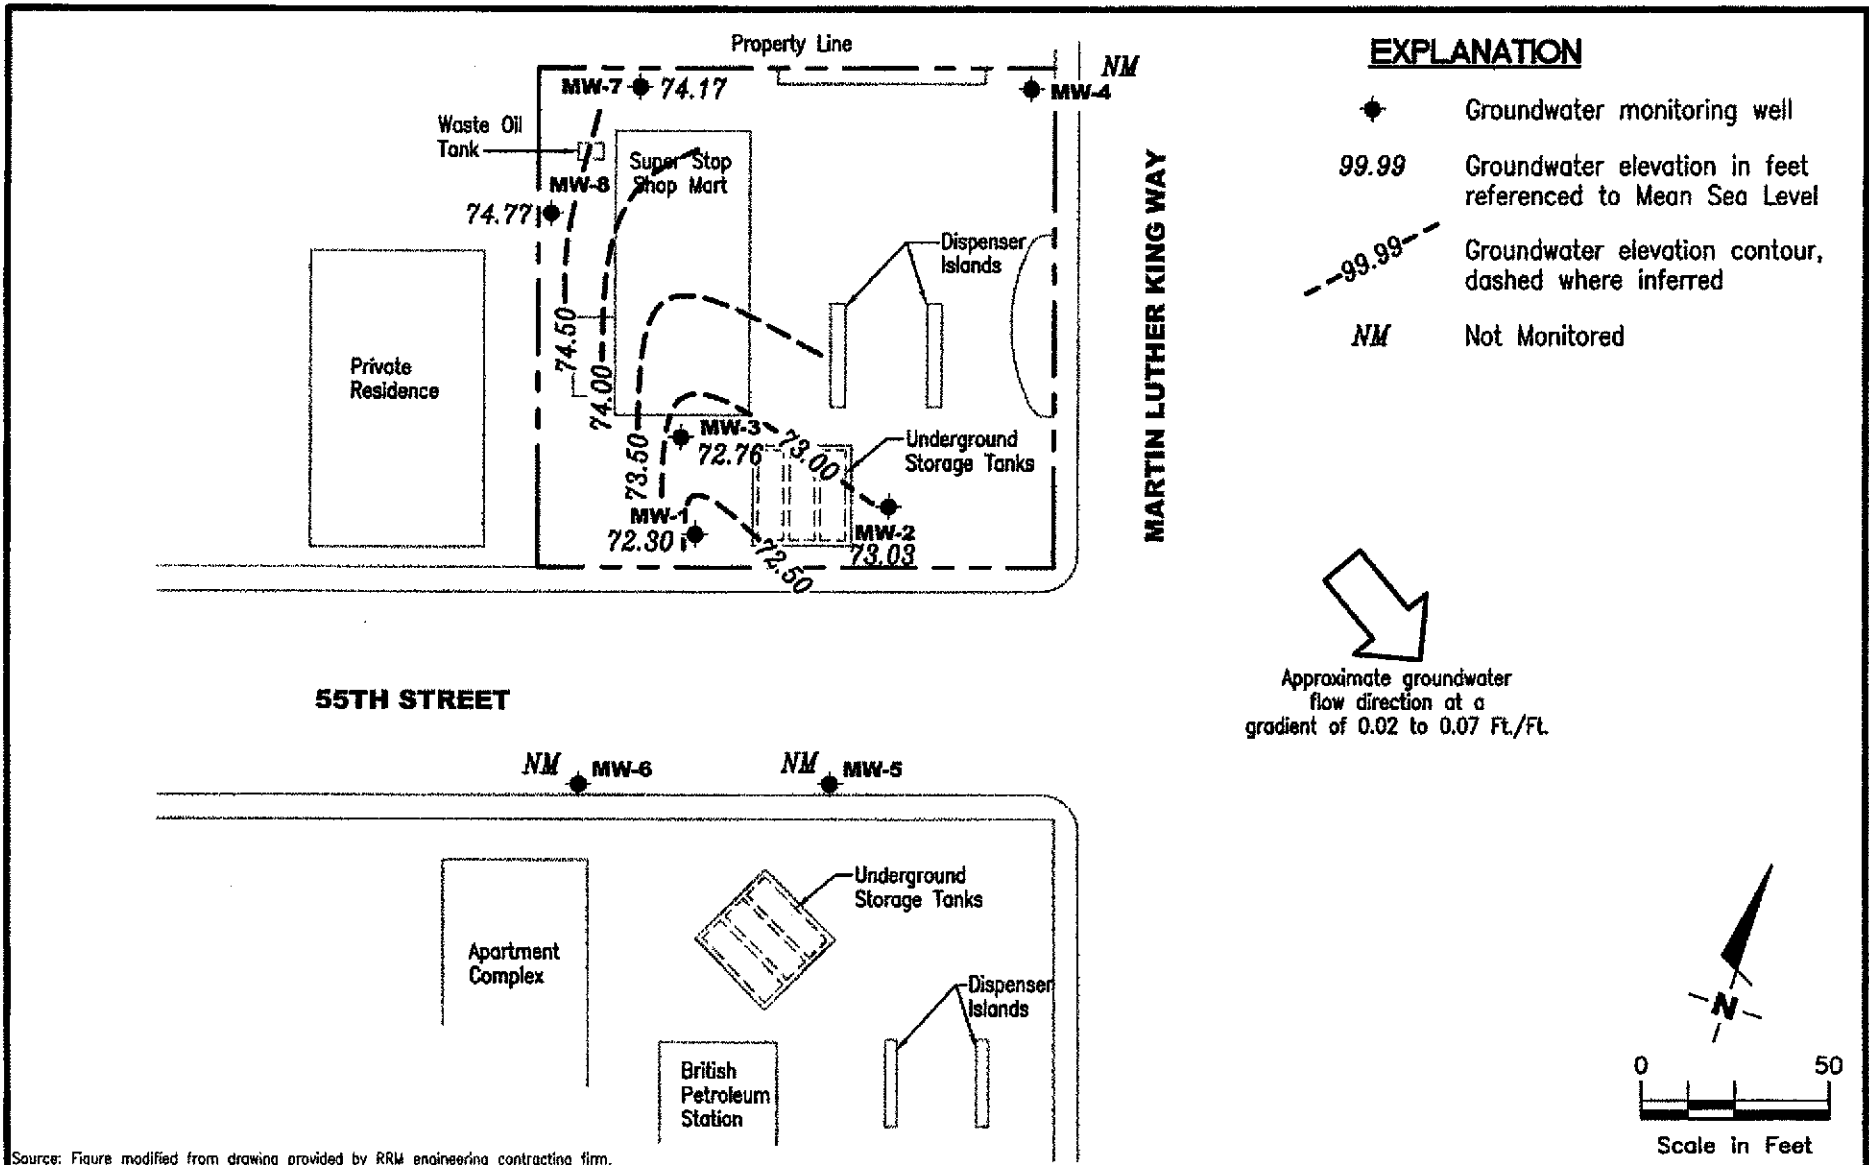 Property Line
EXPLANATION
NM
MW-7 74.17
MW-4
Groundwater monitoring well
Waste Oil
Tank
Super Stop
Shop Mart
99.99 Groundwater elevation in feet
referenced to Mean Sea Level
MW-8
74.77
99.99 Groundwater elevation contour,
dashed where inferred
Dispenser
Islands
NM Not Monitored
MARTIN LUTHER KING WAY
Private
Residence
74.50
74.00
73.50
MW-3
72.76
73.00
Underground
Storage Tanks
MW-1
72.30
72.50
MW-2
73.03
Approximate groundwater
flow direction at a
gradient of 0.02 to 0.07 Ft./Ft.
55TH STREET
NM MW-6
NM MW-5
Underground
Storage Tanks
Apartment
Complex
Dispenser
Islands
British
Petroleum
Station
N
0 50
Scale in Feet
Source: Figure modified from drawing provided by RRM engineering contracting firm.